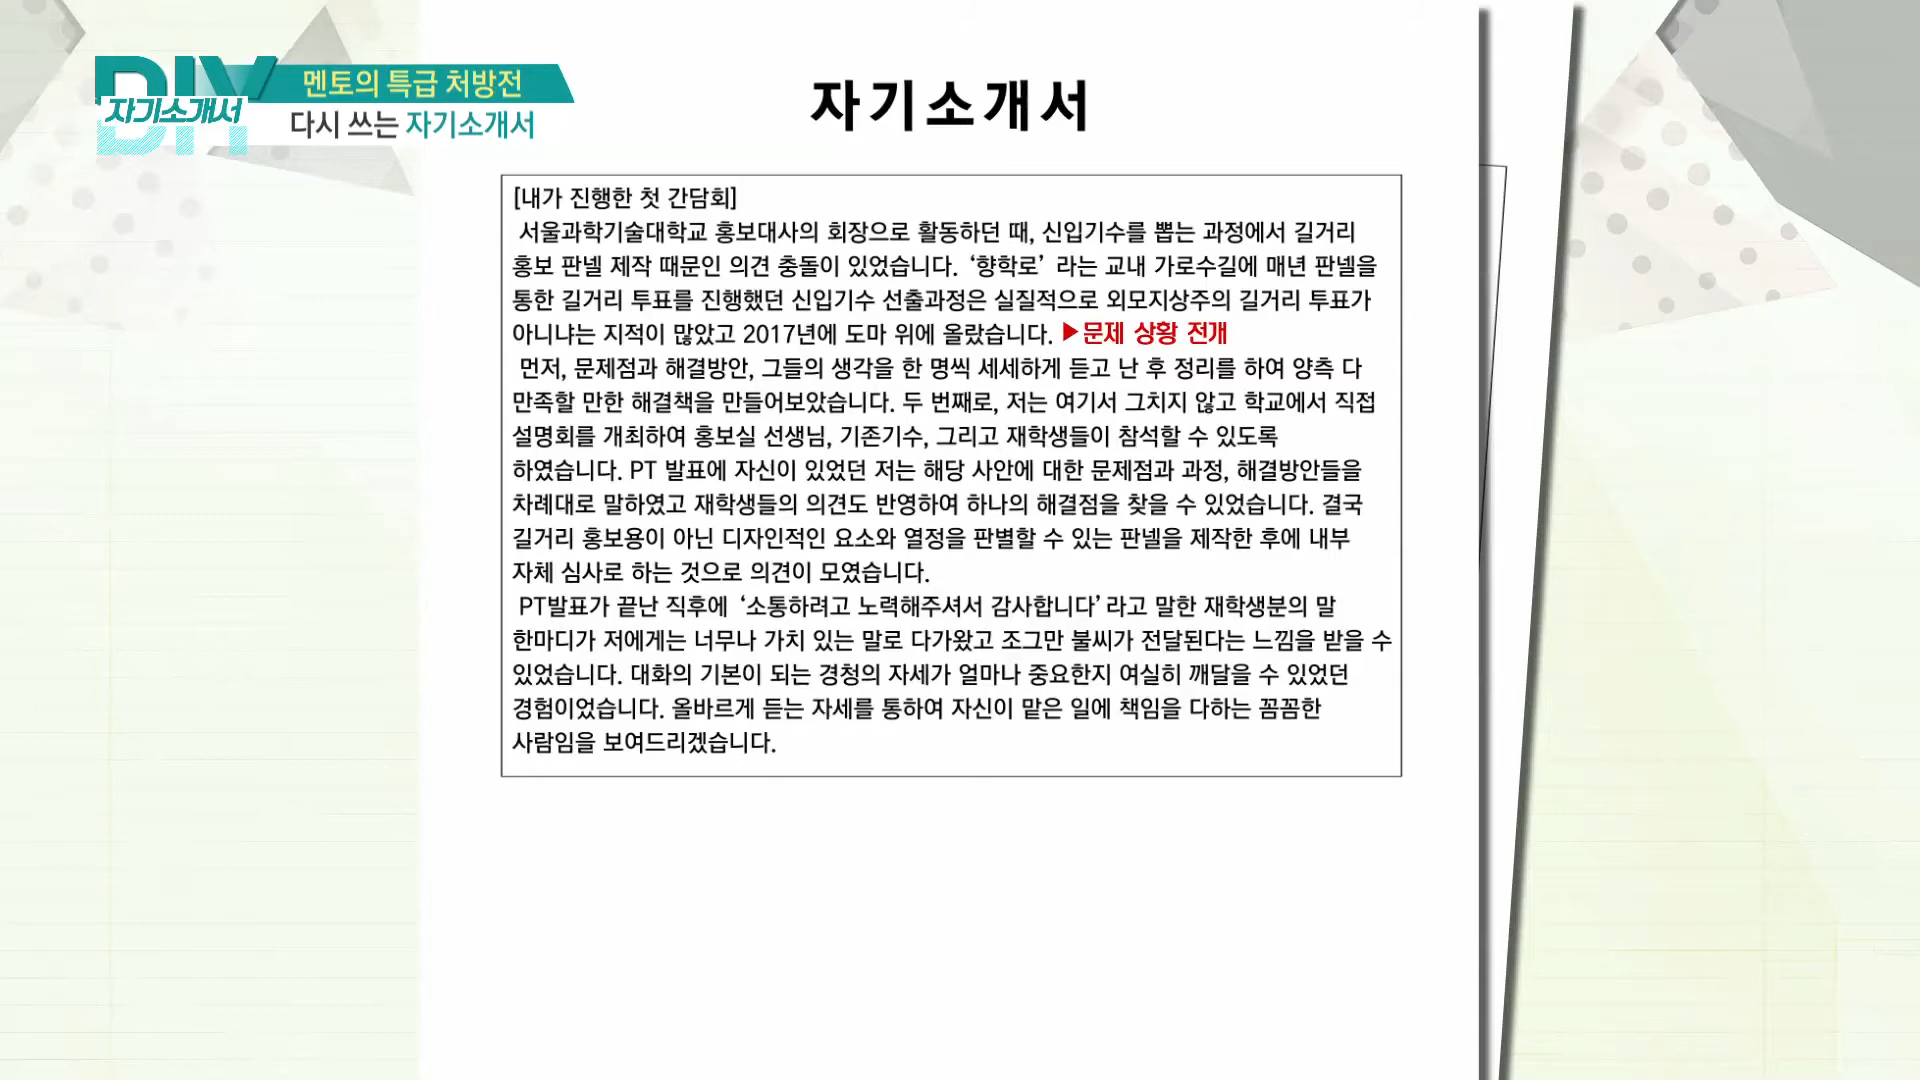 DIY
자기소개서
멘토의 특급 처방전
다시 쓰는 자기소개서
자기소개서
[내가 진행한 첫 간담회]
서울과학기술대학교 홍보대사의 회장으로 활동하던 때, 신입기수를 뽑는 과정에서 길거리
홍보 판넬 제작 때문인 의견 충돌이 있었습니다. ‘향학로’ 라는 교내 가로수길에 매년 판넬을
통한 길거리 투표를 진행했던 신입기수 선출과정은 실질적으로 외모지상주의 길거리 투표가
아니냐는 지적이 많았고 2017년에 도마 위에 올랐습니다. ▶문제 상황 전개
먼저, 문제점과 해결방안, 그들의 생각을 한 명씩 세세하게 듣고 난 후 정리를 하여 양측 다
만족할 만한 해결책을 만들어보았습니다. 두 번째로, 저는 여기서 그치지 않고 학교에서 직접
설명회를 개최하여 홍보실 선생님, 기존기수, 그리고 재학생들이 참석할 수 있도록
하였습니다. PT 발표에 자신이 있었던 저는 해당 사안에 대한 문제점과 과정, 해결방안들을
차례대로 말하였고 재학생들의 의견도 반영하여 하나의 해결점을 찾을 수 있었습니다. 결국
길거리 홍보용이 아닌 디자인적인 요소와 열정을 판별할 수 있는 판넬을 제작한 후에 내부
자체 심사로 하는 것으로 의견이 모였습니다.
PT발표가 끝난 직후에 ‘소통하려고 노력해주셔서 감사합니다’라고 말한 재학생분의 말
한마디가 저에게는 너무나 가치 있는 말로 다가왔고 조그만 불씨가 전달된다는 느낌을 받을 수
있었습니다. 대화의 기본이 되는 경청의 자세가 얼마나 중요한지 여실히 깨달을 수 있었던
경험이었습니다. 올바르게 듣는 자세를 통하여 자신이 맡은 일에 책임을 다하는 꼼꼼한
사람임을 보여드리겠습니다.